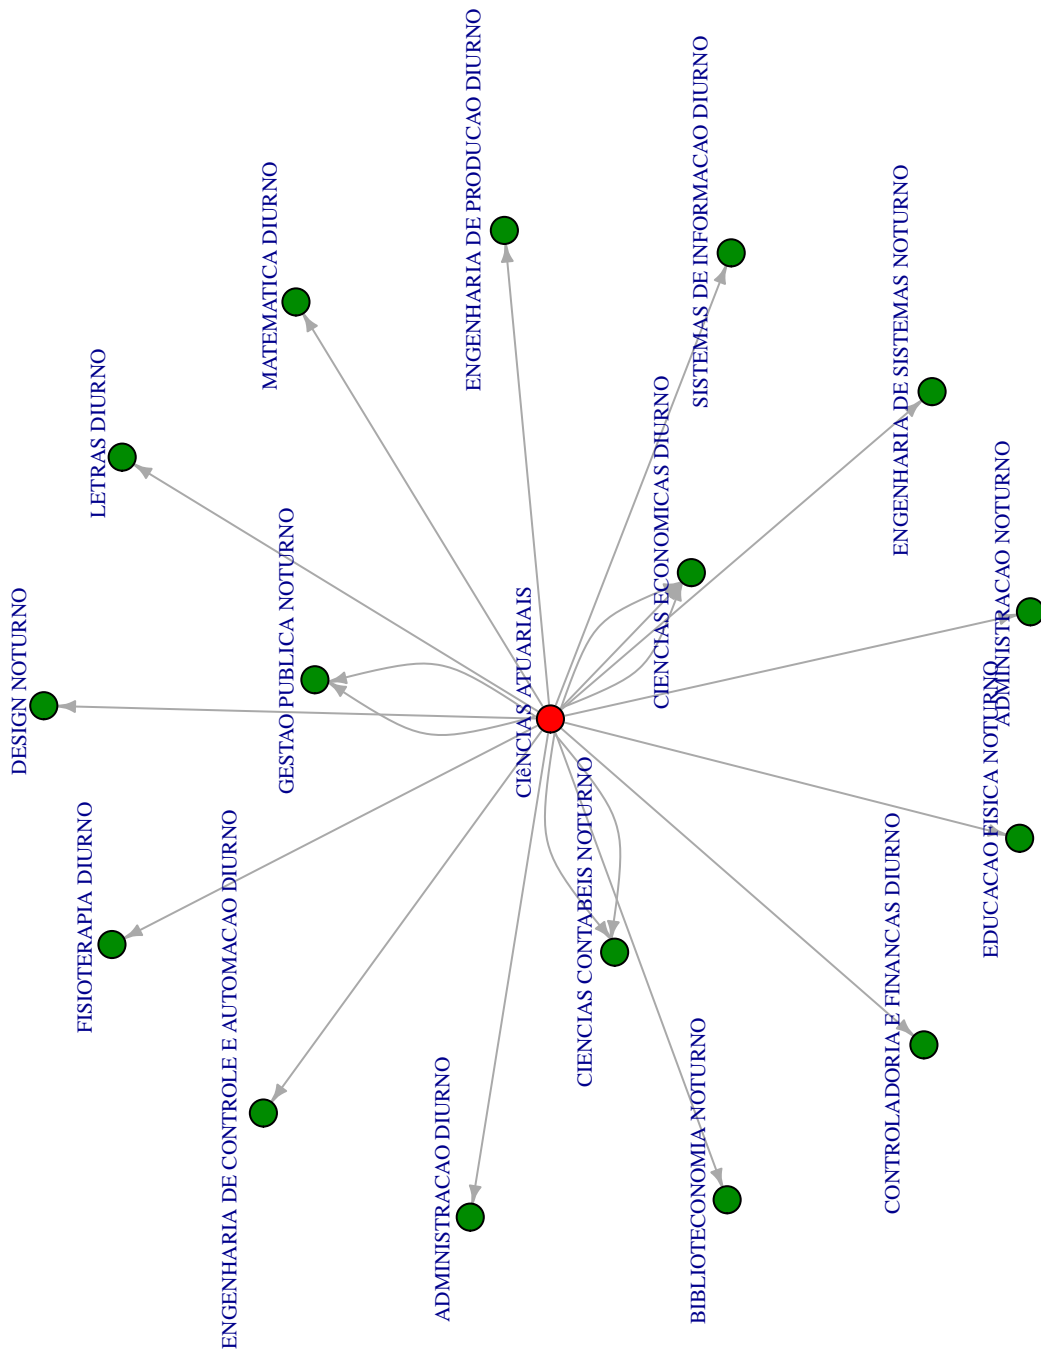 ENGENHARIA DE PRODUCAO DIURNO
SISTEMAS DE INFORMACAO DIURNO
MATEMATICA DIURNO
ENGENHARIA DE SISTEMAS NOTURNO
LETRAS DIURNO
CIENCIAS ECONOMICAS DIURNO
ADMINISTRACAO NOTURNO
GESTAO PUBLICA NOTURNO
DESIGN NOTURNO
CIêNCIAS ATUARIAIS
EDUCACAO FISICA NOTURNO
CIENCIAS CONTABEIS NOTURNO
FISIOTERAPIA DIURNO
ENGENHARIA DE CONTROLE E AUTOMACAO DIURNO
CONTROLADORIA E FINANCAS DIURNO
BIBLIOTECONOMIA NOTURNO
ADMINISTRACAO DIURNO